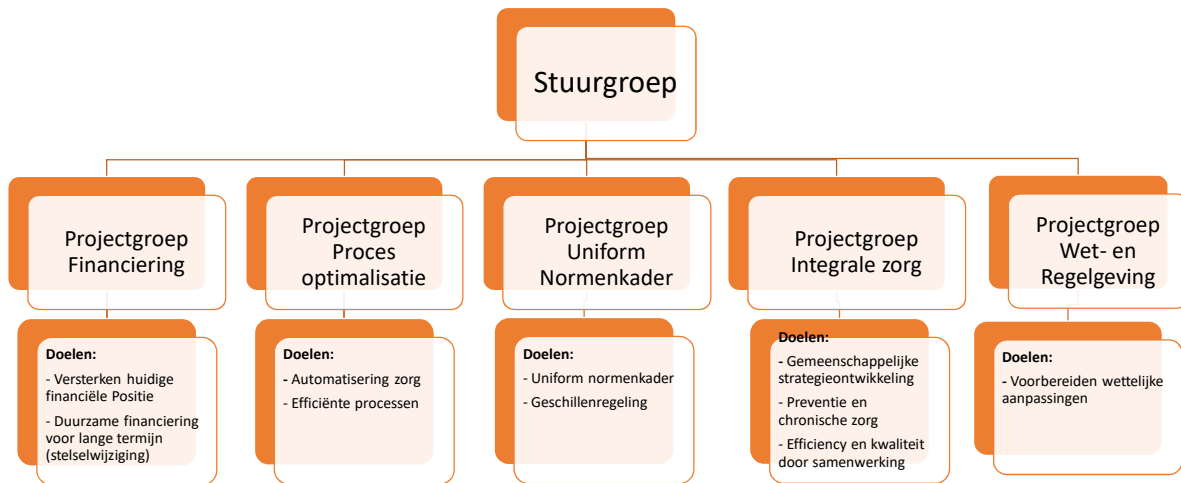 Stuurgroep
Projectgroep
Financiering
Projectgroep
Proces
optimalisatie
Projectgroep
Uniform
Normenkader
Projectgroep
Integrale zorg
Projectgroep
Wet- en
Regelgeving
Doelen:
- Versterken huidige
financiële Positie
- Duurzame financiering
voor lange termijn
(stelselwijziging)
Doelen:
- Automatisering zorg
- Efficiënte processen
Doelen:
- Uniform normenkader
- Geschillenregeling
Doelen:
- Gemeenschappelijke
strategieontwikkeling
- Preventie en
chronische zorg
- Efficiency en kwaliteit
door samenwerking
Doelen:
- Voorbereiden wettelijke
aanpassingen